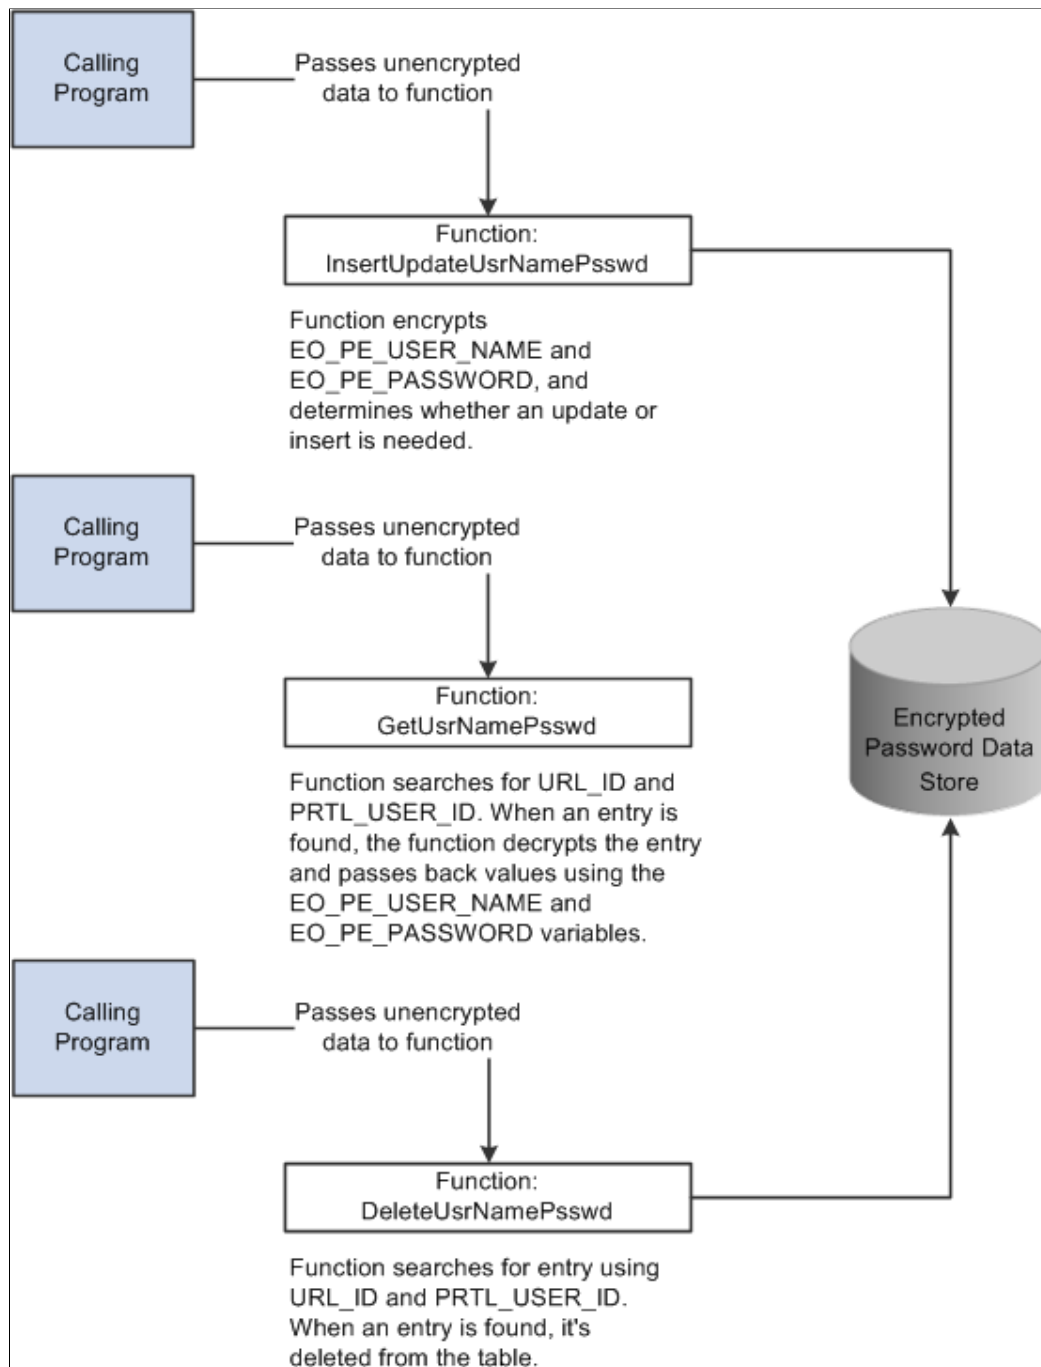 Calling
Program
Passes unencrypted
data to function
Function:
InsertUpdateUsrNamePsswd
Function encrypts
EO_PE_USER_NAME and
EO_PE_PASSWORD, and
determines whether an update or
insert is needed.
Calling
Program
Passes unencrypted
data to function
Function:
GetUsrNamePsswd
Encrypted
Password Data
Store
Function searches for URL_ID and
PRTL_USER_ID. When an entry is
found, the function decrypts the entry
and passes back values using the
EO_PE_USER_NAME and
EO_PE_PASSWORD variables.
Calling
Program
Passes unencrypted
data to function
Function:
DeleteUsrNamePsswd
Function searches for entry using
URL_ID and PRTL_USER_ID.
When an entry is found, it's
deleted from the table.